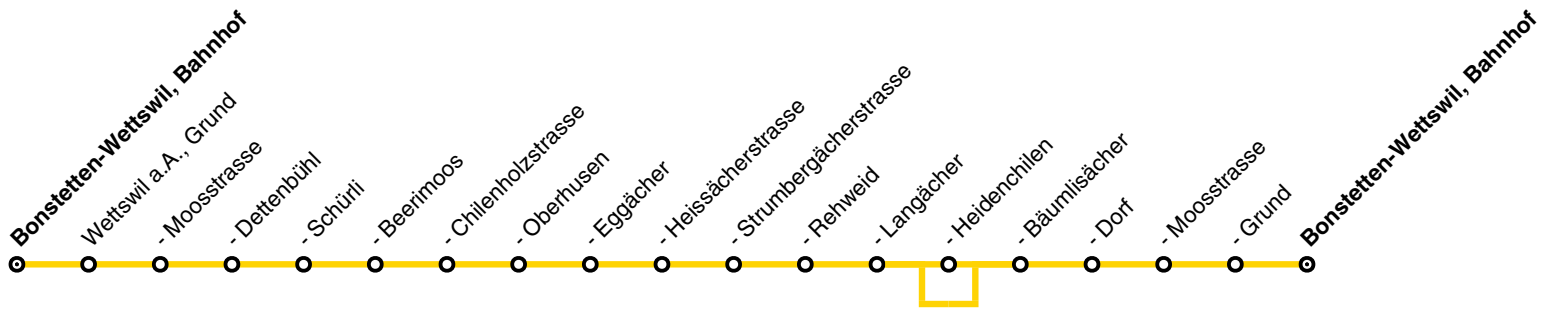 Bonstetten-Wettswil, Bahnhof
Wettswil a.A., Grund
- Moosstrasse
- Dettenbühl
- Schürli
- Beerimoos
- Chilenholzstrasse
- Oberhusen
- Eggächer
- Heissächerstrasse
- Strumbergächerstrasse
- Rehweid
- Langächer
- Heidenchilen
- Bäumlisächer
- Dorf
- Moosstrasse
- Grund
Bonstetten-Wettswil, Bahnhof